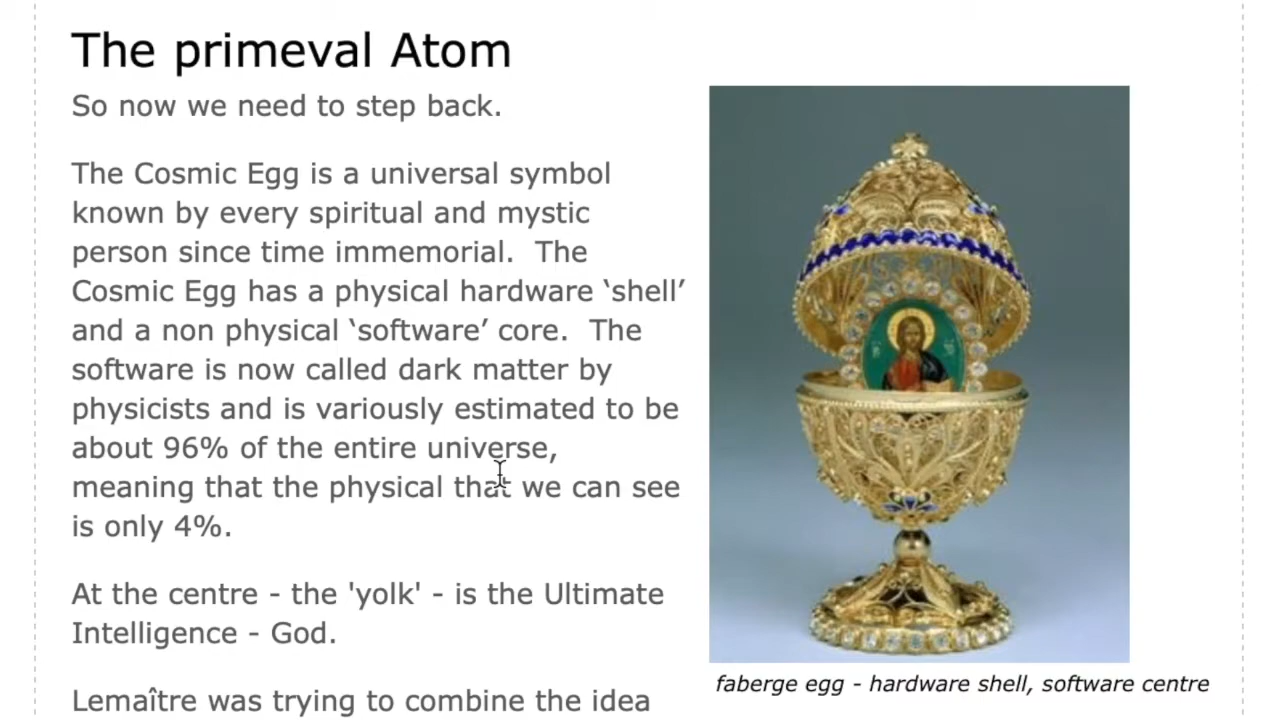 The primeval Atom
So now we need to step back.
The Cosmic Egg is a universal symbol
known by every spiritual and mystic
person since time immemorial.  The
Cosmic Egg has a physical hardware ‘shell’
and a non physical ‘software’ core.  The
software is now called dark matter by
physicists and is variously estimated to be
about 96% of the entire universe,
meaning that the physical that we can see
is only 4%.
At the centre - the 'yolk' - is the Ultimate
Intelligence - God.
Lemaître was trying to combine the idea
faberge egg - hardware shell, software centre